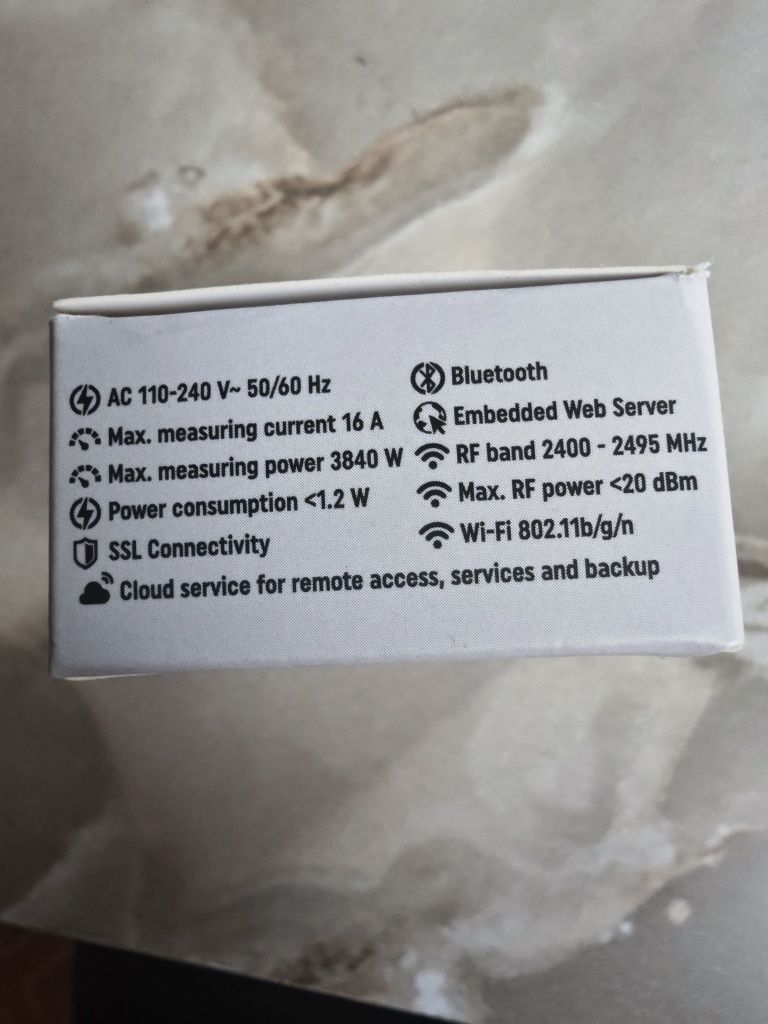 AC 110-240 V~ 50/60 Hz
Max. measuring current 16 A
Max. measuring power 3840 W
Power consumption <1.2 W
SSL Connectivity
Cloud service for remote access, services and backup
Bluetooth
Embedded Web Server
RF band 2400 - 2495 MHz
Max. RF power <20 dBm
Wi-Fi 802.11b/g/n